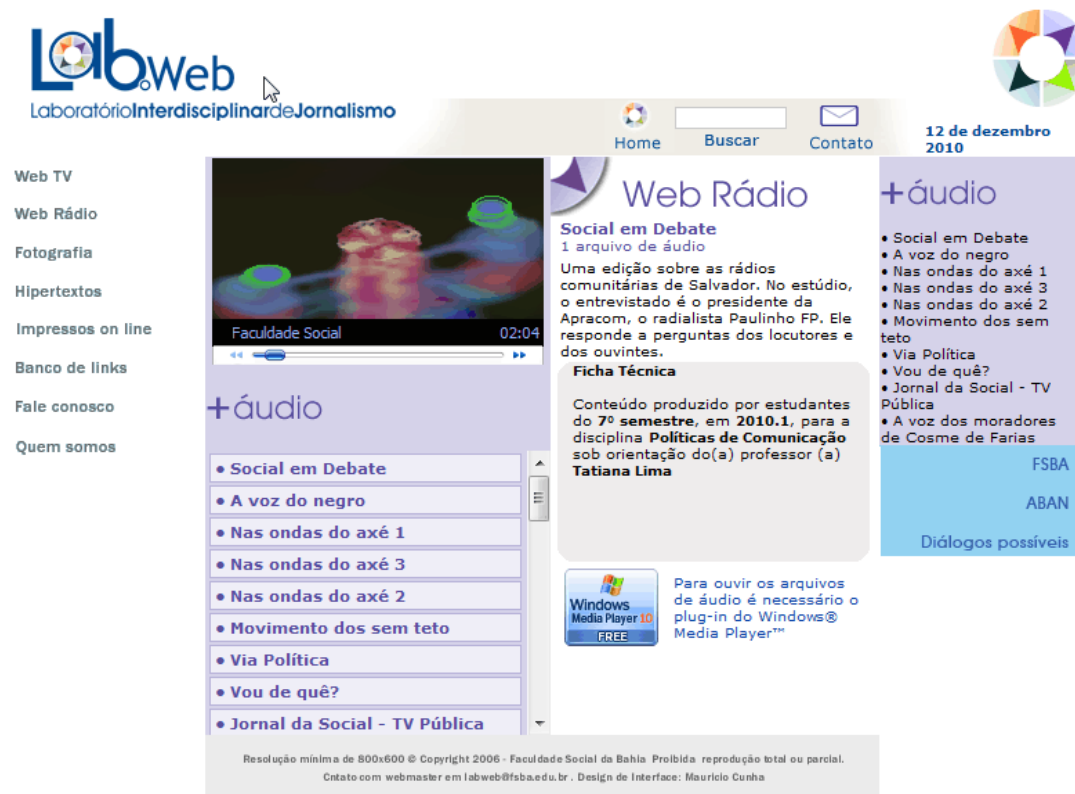 Lab.Web
LaboratórioInterdisciplinardeJornalismo
Home
Buscar
Contato
12 de dezembro
2010
Web TV
Web Rádio
Fotografia
Hipertextos
Impressos on line
Banco de links
Fale conosco
Quem somos
Faculdade Social 02:04
+áudio
• Social em Debate
• A voz do negro
• Nas ondas do axé 1
• Nas ondas do axé 3
• Nas ondas do axé 2
• Movimento dos sem teto
• Via Política
• Vou de quê?
• Jornal da Social - TV Pública
Web Rádio
Social em Debate
1 arquivo de áudio
Uma edição sobre as rádios
comunitárias de Salvador. No estúdio,
o entrevistado é o presidente da
Apracom, o radialista Paulinho FP. Ele
responde a perguntas dos locutores e
dos ouvintes.
Ficha Técnica
Conteúdo produzido por estudantes
do 7º semestre, em 2010.1, para a
disciplina Políticas de Comunicação
sob orientação do(a) professor (a)
Tatiana Lima
Windows
Media Player 10
FREE
Para ouvir os arquivos
de áudio é necessário o
plug-in do Windows®
Media Player™
+áudio
• Social em Debate
• A voz do negro
• Nas ondas do axé 1
• Nas ondas do axé 3
• Nas ondas do axé 2
• Movimento dos sem
teto
• Via Política
• Vou de quê?
• Jornal da Social - TV
Pública
• A voz dos moradores
de Cosme de Farias
FSBA
ABAN
Diálogos possíveis
Resolução mínima de 800x600 © Copyright 2006 - Faculdade Social da Bahia Proibida reprodução total ou parcial.
Cntato com webmaster em labweb@fsba.edu.br . Design de Interface: Mauricio Cunha